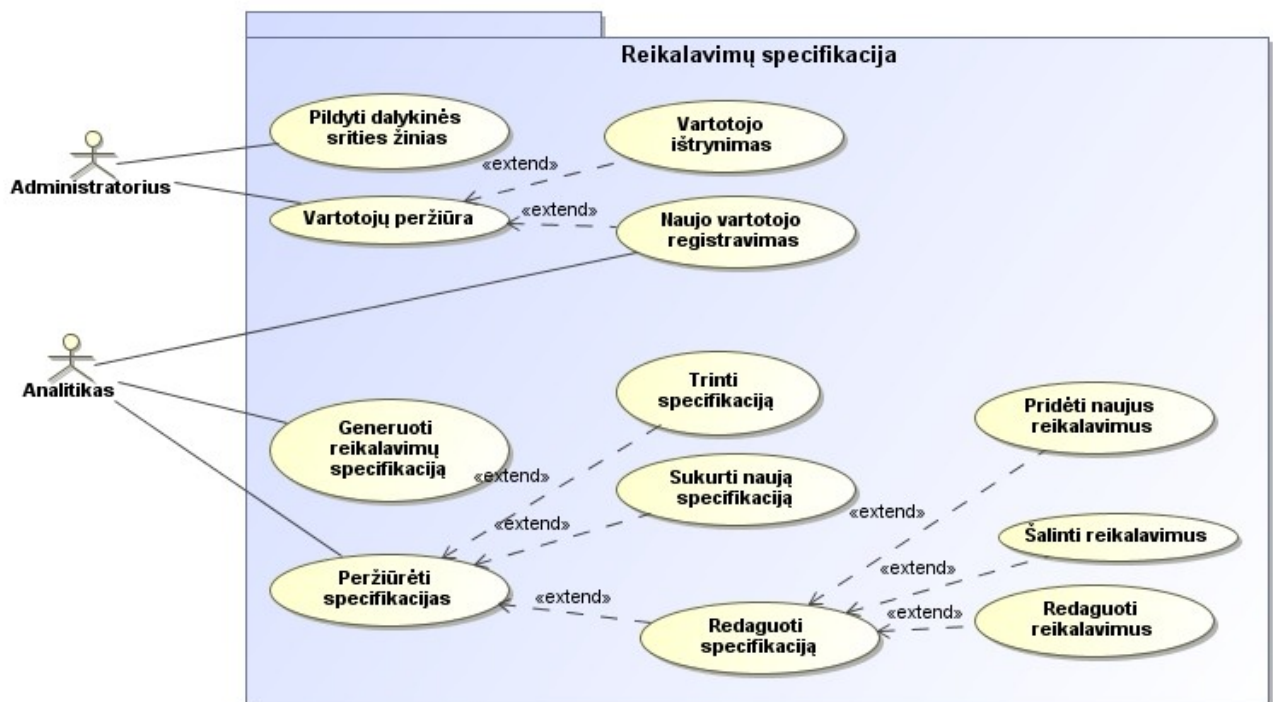 Reikalavimų specifikacija
Pildyti dalykinės
srities žinias
Vartotojo
ištrynimas
«extend»
Administratorius
Vartotojų peržiūra
«extend»
Naujo vartotojo
registravimas
Analitikas
Trinti
specifikaciją
Pridėti naujus
reikalavimus
Generuoti
reikalavimų
specifikaciją
«extend»
Sukurti naują
specifikaciją
«extend»
«extend»
Šalinti reikalavimus
«extend»
Peržiūrėti
specifikacijas
«extend»
Redaguoti
specifikaciją
«extend»
Redaguoti
reikalavimus